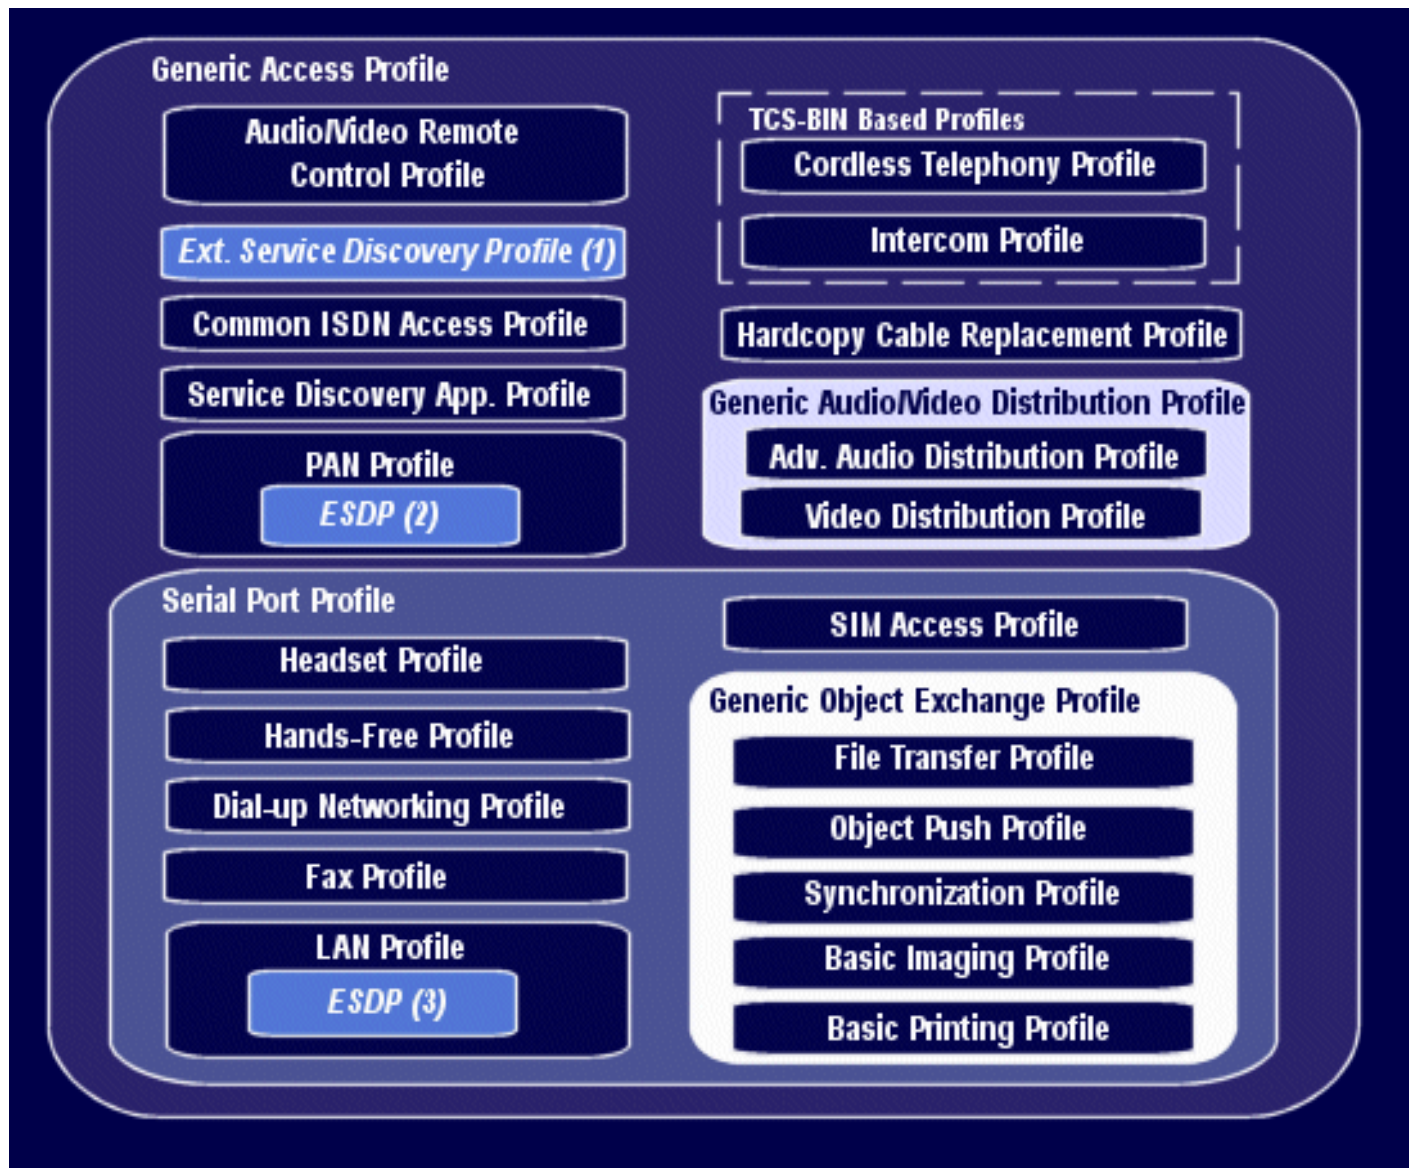 Generic Access Profile
Audio/Video Remote
Control Profile
Ext. Service Discovery Profile (1)
Common ISDN Access Profile
Service Discovery App. Profile
PAN Profile
ESDP (2)
TCS-BIN Based Profiles
Cordless Telephony Profile
Intercom Profile
Hardcopy Cable Replacement Profile
Generic Audio/Video Distribution Profile
Adv. Audio Distribution Profile
Video Distribution Profile
Serial Port Profile
Headset Profile
Hands-Free Profile
Dial-up Networking Profile
Fax Profile
LAN Profile
ESDP (3)
SIM Access Profile
Generic Object Exchange Profile
File Transfer Profile
Object Push Profile
Synchronization Profile
Basic Imaging Profile
Basic Printing Profile